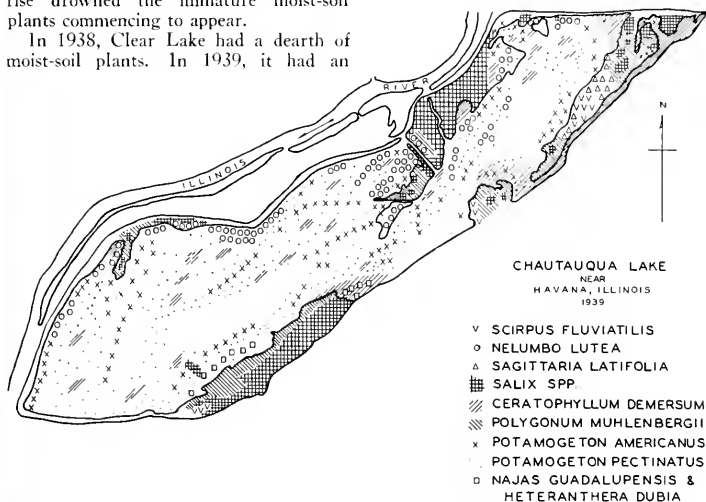 rise drowned the miniature moist-soil
plants commencing to appear.
In 1938, Clear Lake had a dearth of
moist-soil plants. In 1939, it had an
ILLINOIS
RIVER
N
CHAUTAUQUA LAKE
NEAR
HAVANA, ILLINOIS
1939
SCIRPUS FLUVIATILIS
NELUMBO LUTEA
SAGITTARIA LATIFOLIA
SALIX SPP.
CERATOPHYLLUM DEMERSUM
POLYGONUM MUHLENBERGII
POTAMOGETON AMERICANUS
POTAMOGETON PECTINATUS
NAJAS GUADALUPENSIS &
HETERANTHERA DUBIA